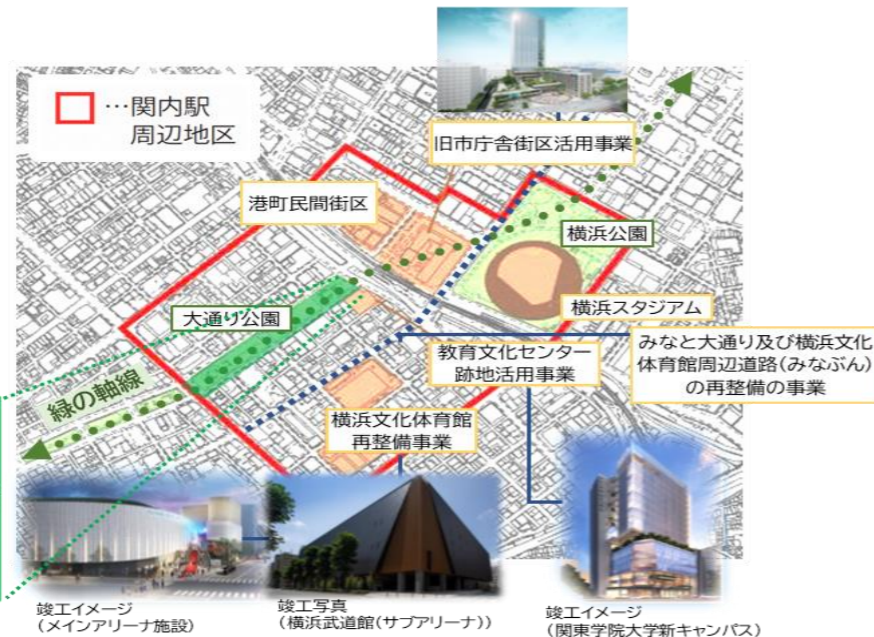 …関内駅
周辺地区
旧市庁舎街区活用事業
港町民間街区
横浜公園
大通り公園
横浜スタジアム
緑の軸線
教育文化センター
跡地活用事業
みなと大通り及び横浜文化
体育館周辺道路(みなぶん)
の再整備の事業
横浜文化体育館
再整備事業
竣工イメージ
(メインアリーナ施設)
竣工写真
(横浜武道館(サブアリーナ))
竣工イメージ
(関東学院大学新キャンパス)